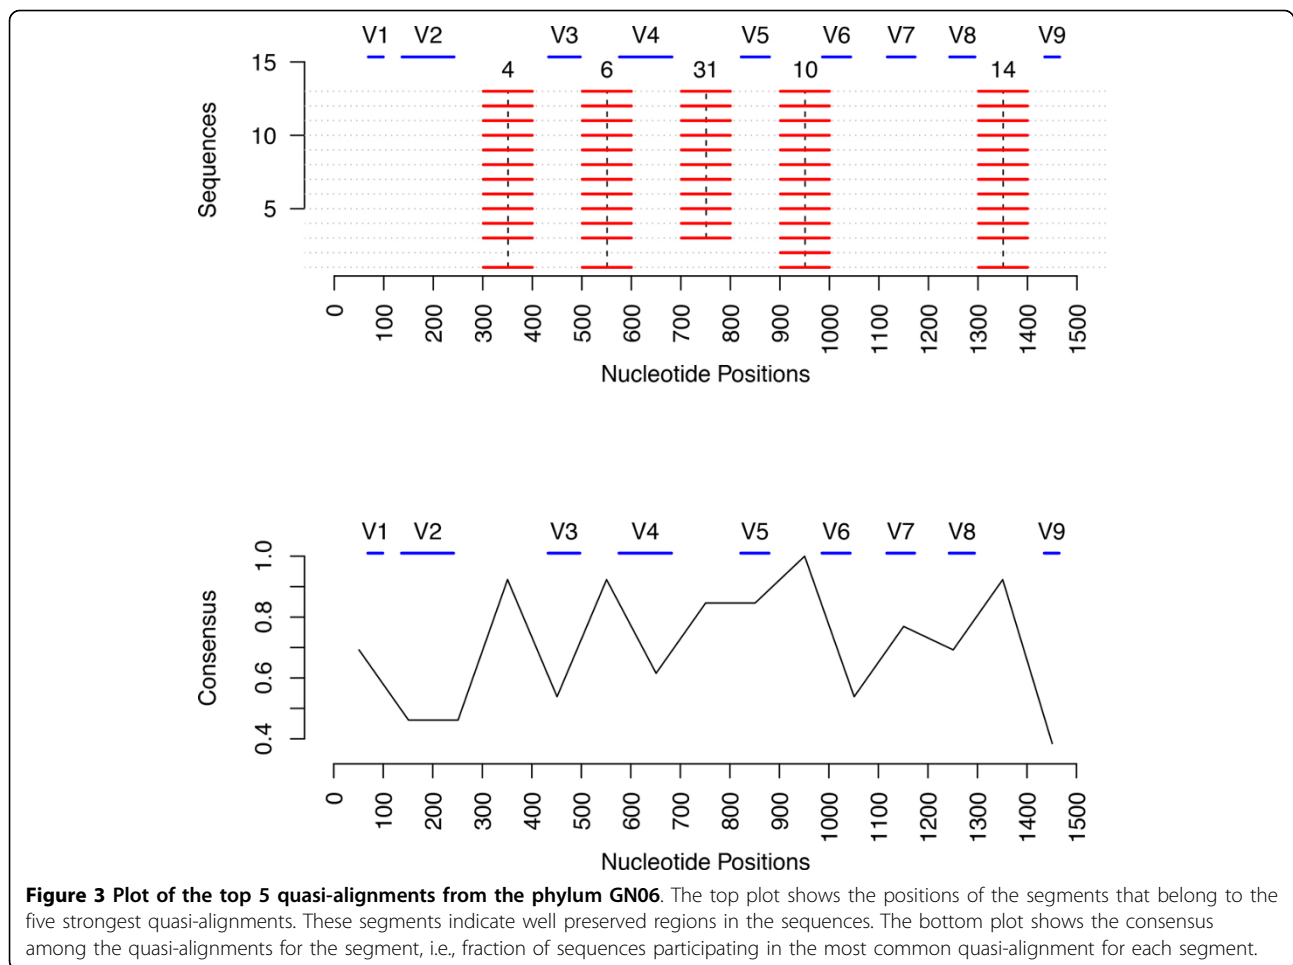 V1 V2 V3 V4 V5 V6 V7 V8 V9
15
4 6 31 10 14
10
5
Sequences
0 100 200 300 400 500 600 700 800 900 1000 1100 1200 1300 1400 1500
Nucleotide Positions
V1 V2 V3 V4 V5 V6 V7 V8 V9
1.0
0.8
0.6
0.4
Consensus
0 100 200 300 400 500 600 700 800 900 1000 1100 1200 1300 1400 1500
Nucleotide Positions
Figure 3 Plot of the top 5 quasi-alignments from the phylum GN06. The top plot shows the positions of the segments that belong to the
five strongest quasi-alignments. These segments indicate well preserved regions in the sequences. The bottom plot shows the consensus
among the quasi-alignments for the segment, i.e., fraction of sequences participating in the most common quasi-alignment for each segment.